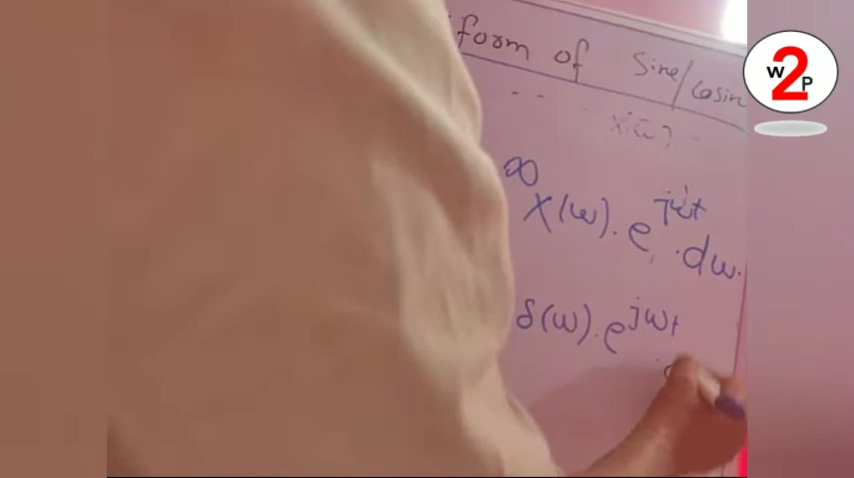 form of Sine/Cosin
X(ω)
∞
X(ω). e^jωt .dω.
δ(ω). e^jωt
W2P